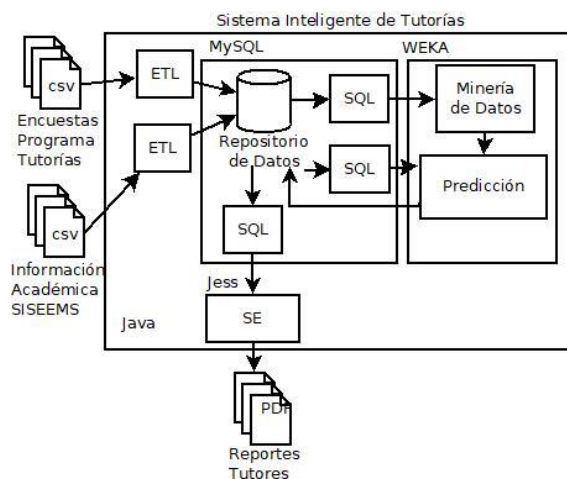 Sistema Inteligente de Tutorías
MySQL
WEKA
csv
Encuestas
Programa
Tutorías
ETL
ETL
Repositorio
de Datos
SQL
SQL
SQL
Minería
de Datos
Predicción
csv
Información
Académica
SISEEMS
Java
Jess
SE
PDF
Reportes
Tutores